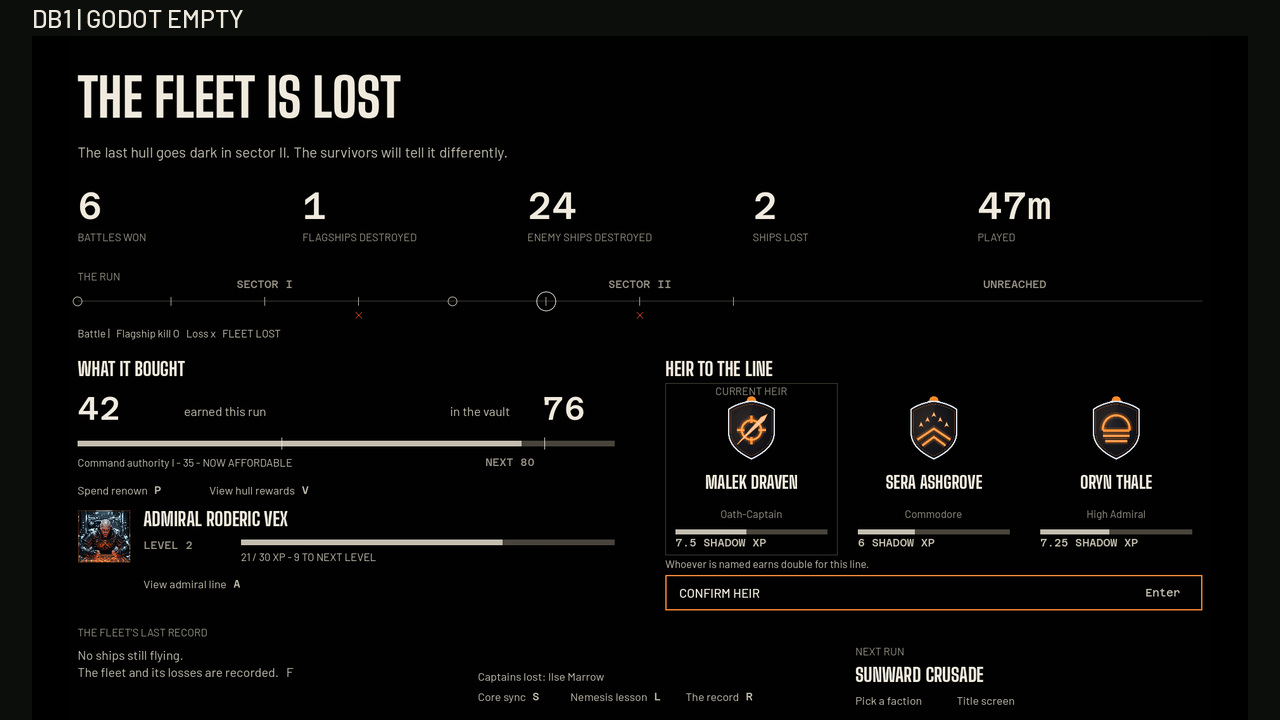 DB1 | GODOT EMPTY
THE FLEET IS LOST
The last hull goes dark in sector II. The survivors will tell it differently.
6 1 24 2 47m
BATTLES WON FLAGSHIPS DESTROYED ENEMY SHIPS DESTROYED SHIPS LOST PLAYED
THE RUN
SECTOR I SECTOR II UNREACHED
Battle | Flagship kill O Loss x FLEET LOST
WHAT IT BOUGHT
42 earned this run in the vault 76
Command authority I - 35 - NOW AFFORDABLE NEXT 80
Spend renown P View hull rewards V
ADMIRAL RODERIC VEX
LEVEL 2
21 / 30 XP - 9 TO NEXT LEVEL
View admiral line A
HEIR TO THE LINE
CURRENT HEIR
MALEK DRAVEN SERA ASHGROVE ORYN THALE
Oath-Captain Commodore High Admiral
7.5 SHADOW XP 6 SHADOW XP 7.25 SHADOW XP
Whoever is named earns double for this line.
CONFIRM HEIR Enter
THE FLEET'S LAST RECORD
No ships still flying.
The fleet and its losses are recorded. F
Captains lost: Ilse Marrow
Core sync S Nemesis lesson L The record R
NEXT RUN
SUNWARD CRUSADE
Pick a faction Title screen